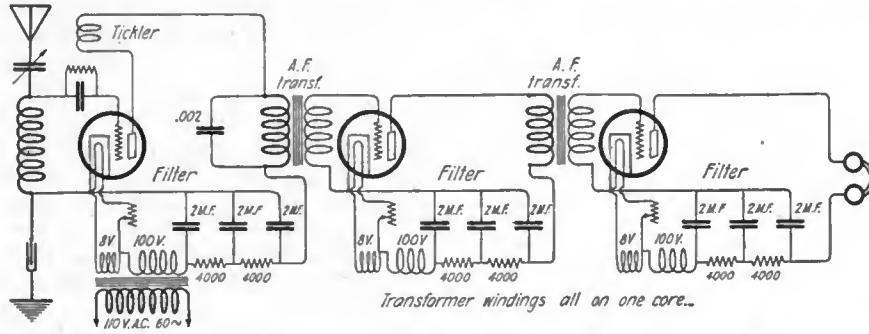 Tickler
A.F.
transf.
A.F.
transf.
.002
Filter
Filter
Filter
2M.F.
2M.F.
2M.F.
2M.F.
2M.F.
2M.F.
2M.F
2M.F.
2M.F.
8V.
100V.
4000
4000
8V.
100V
4000
4000
8V.
100V.
4000
4000
110V. A.C. 60~
Transformer windings all on one core...